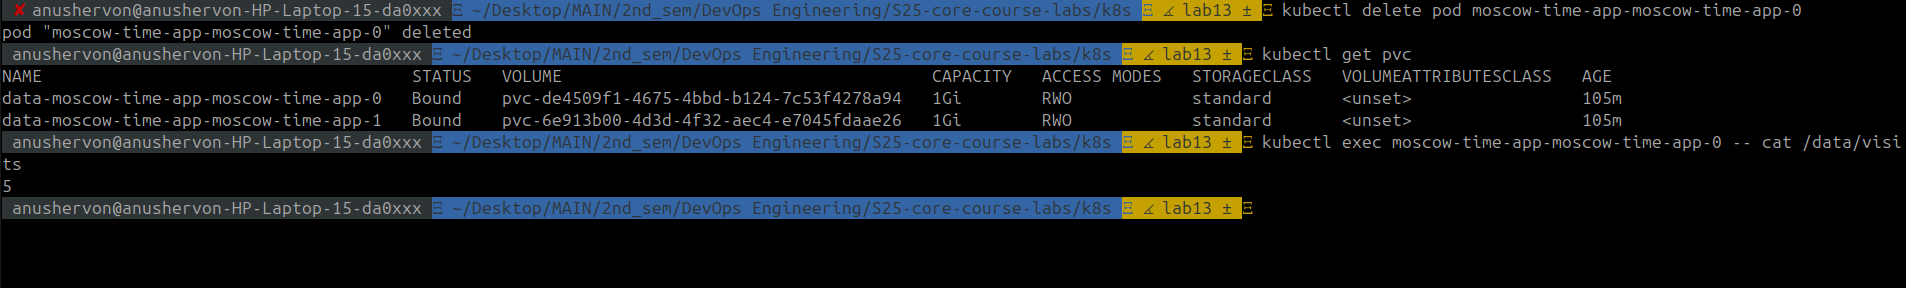 ✘ anushervon@anushervon-HP-Laptop-15-da0xxx Ξ ~/Desktop/MAIN/2nd_sem/DevOps Engineering/S25-core-course-labs/k8s Ξ ∡ lab13 ± Ξ kubectl delete pod moscow-time-app-moscow-time-app-0
pod "moscow-time-app-moscow-time-app-0" deleted
anushervon@anushervon-HP-Laptop-15-da0xxx Ξ ~/Desktop/MAIN/2nd_sem/DevOps Engineering/S25-core-course-labs/k8s Ξ ∡ lab13 ± Ξ kubectl get pvc
NAME STATUS VOLUME CAPACITY ACCESS MODES STORAGECLASS VOLUMEATTRIBUTESCLASS AGE
data-moscow-time-app-moscow-time-app-0 Bound pvc-de4509f1-4675-4bbd-b124-7c53f4278a94 1Gi RWO standard <unset> 105m
data-moscow-time-app-moscow-time-app-1 Bound pvc-6e913b00-4d3d-4f32-aec4-e7045fdaae26 1Gi RWO standard <unset> 105m
anushervon@anushervon-HP-Laptop-15-da0xxx Ξ ~/Desktop/MAIN/2nd_sem/DevOps Engineering/S25-core-course-labs/k8s Ξ ∡ lab13 ± Ξ kubectl exec moscow-time-app-moscow-time-app-0 -- cat /data/visi
ts
5
anushervon@anushervon-HP-Laptop-15-da0xxx Ξ ~/Desktop/MAIN/2nd_sem/DevOps Engineering/S25-core-course-labs/k8s Ξ ∡ lab13 ± Ξ